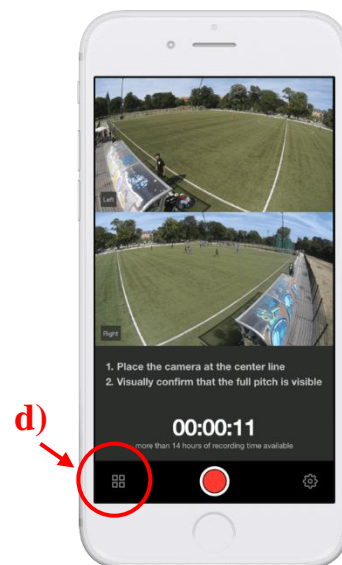 Left
Right
1. Place the camera at the center line
2. Visually confirm that the full pitch is visible
00:00:11
more than 14 hours of recording time available
d)